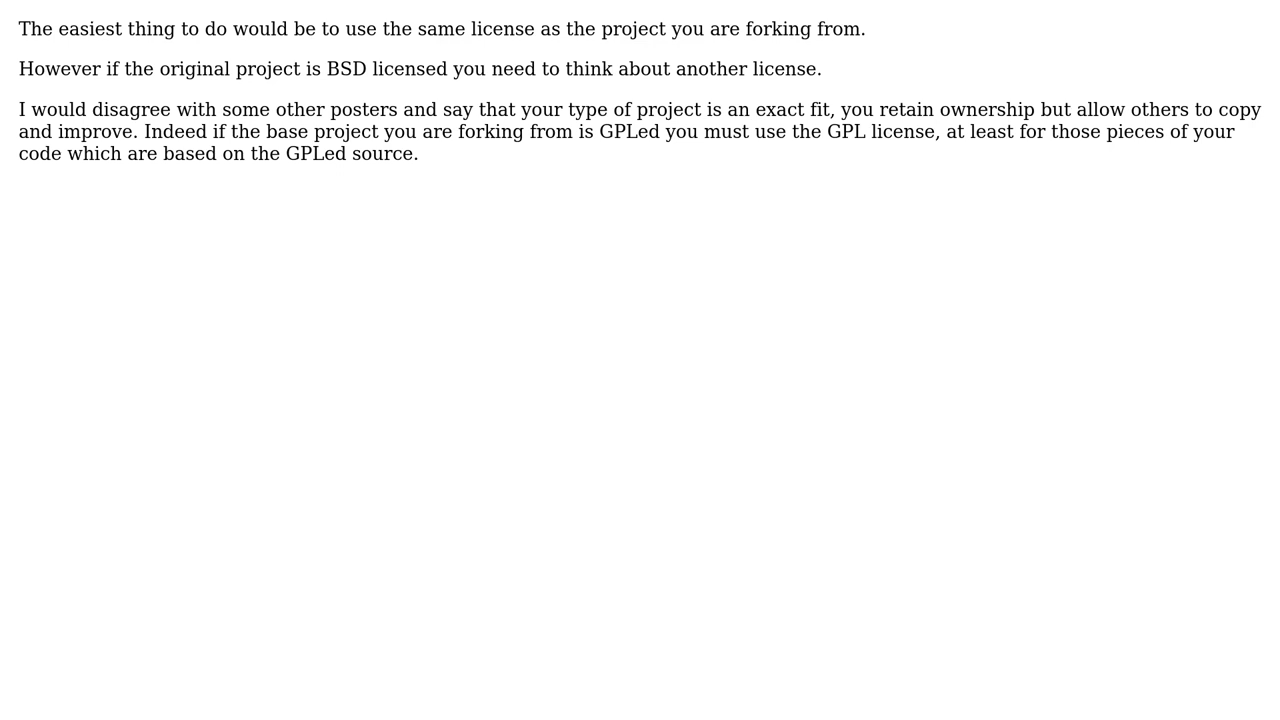 The easiest thing to do would be to use the same license as the project you are forking from.
However if the original project is BSD licensed you need to think about another license.
I would disagree with some other posters and say that your type of project is an exact fit, you retain ownership but allow others to copy
and improve. Indeed if the base project you are forking from is GPLed you must use the GPL license, at least for those pieces of your
code which are based on the GPLed source.